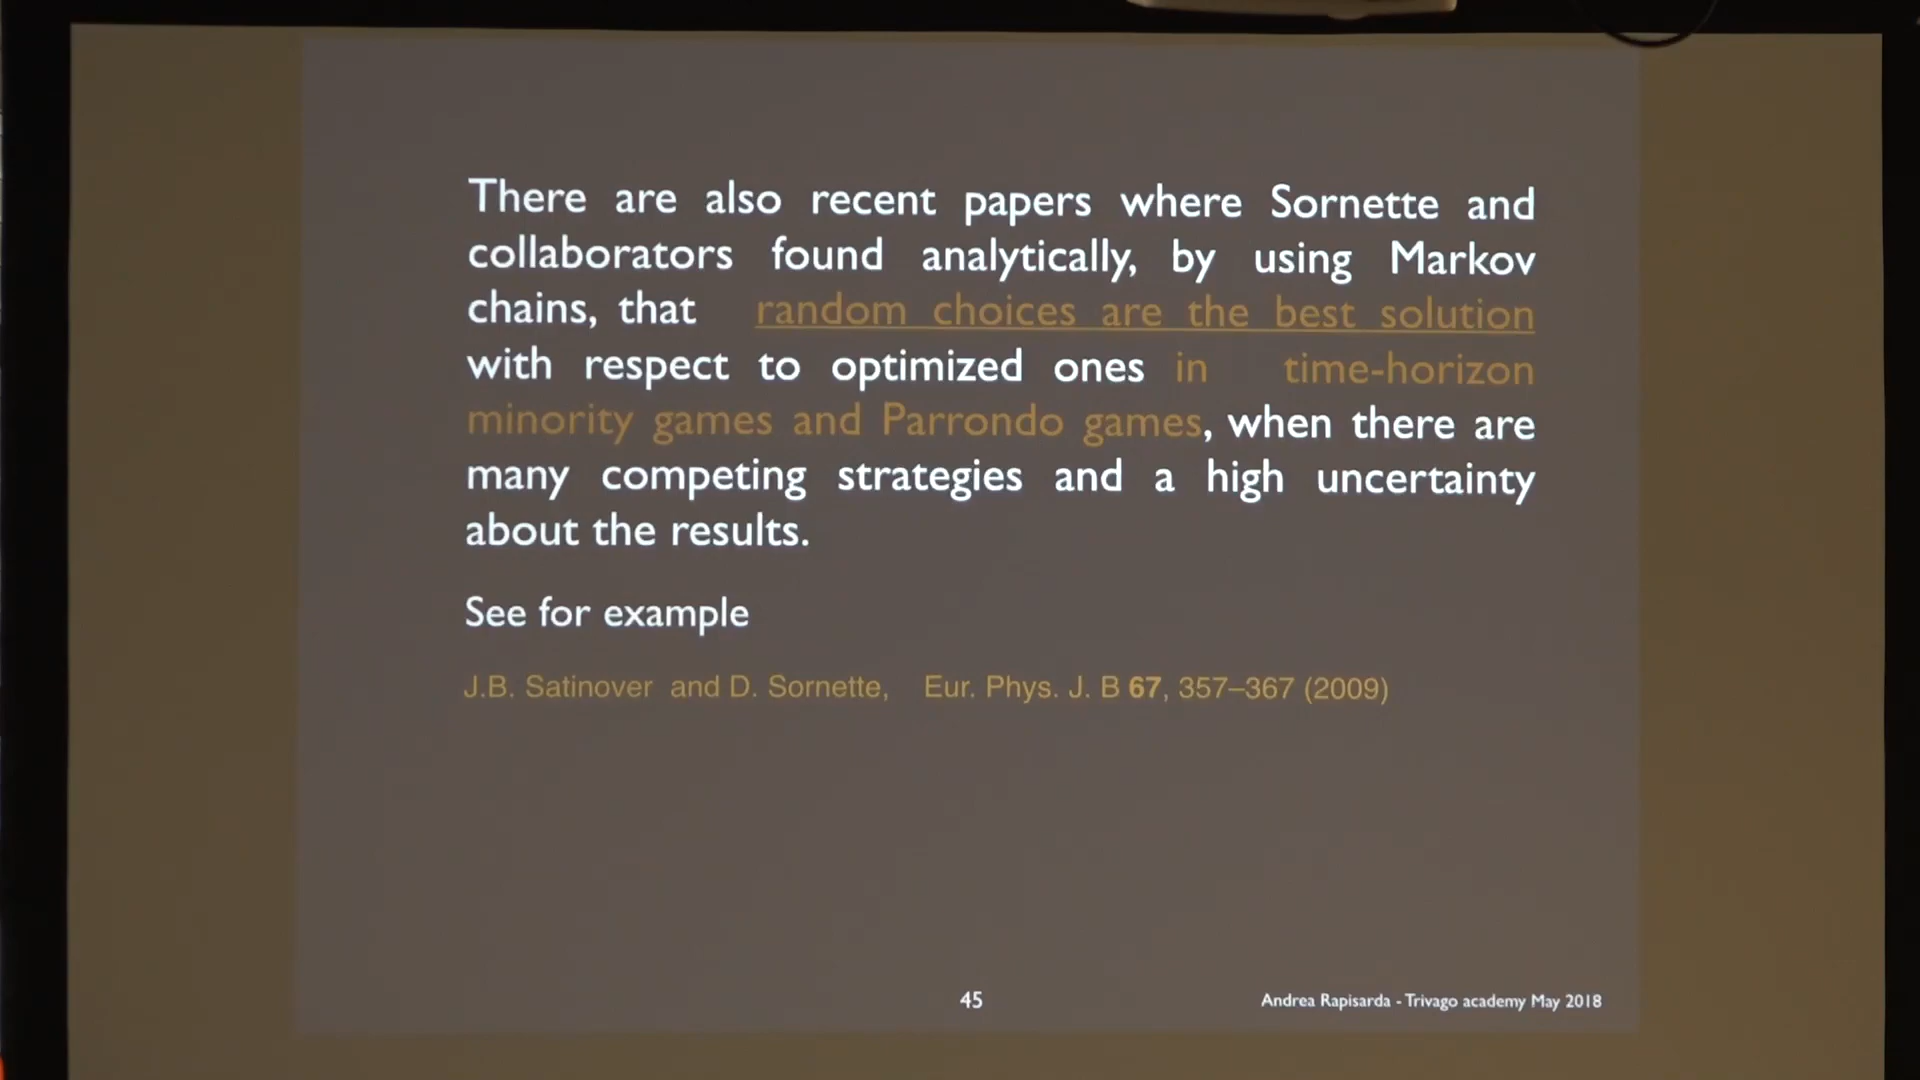 There are also recent papers where Sornette and
collaborators found analytically, by using Markov
chains, that random choices are the best solution
with respect to optimized ones in time-horizon
minority games and Parrondo games, when there are
many competing strategies and a high uncertainty
about the results.
See for example
J.B. Satinover and D. Sornette, Eur. Phys. J. B 67, 357–367 (2009)
45
Andrea Rapisarda - Trivago academy May 2018